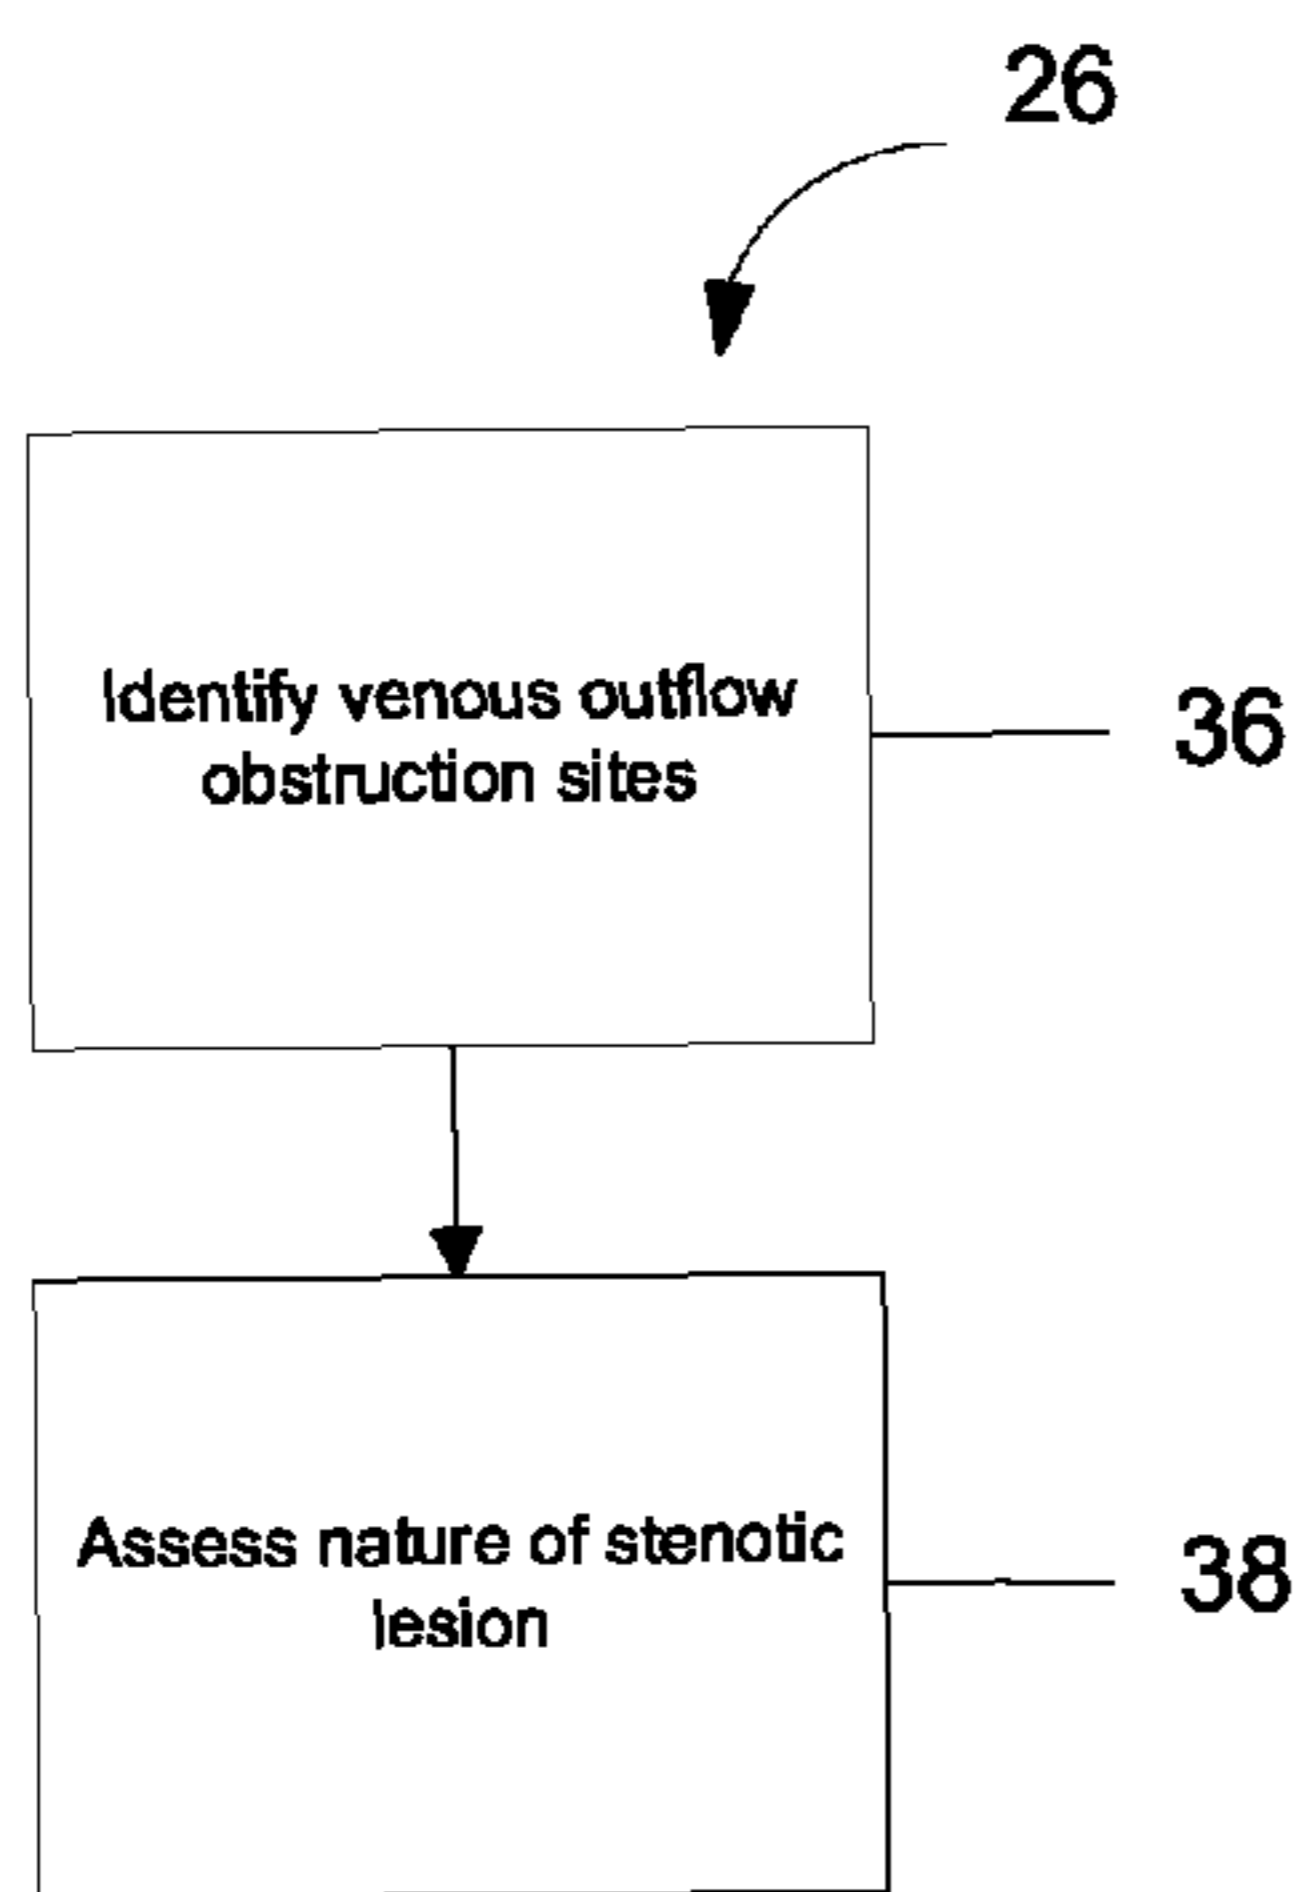 26
Identify venous outflow
obstruction sites
36
Assess nature of stenotic
lesion
38